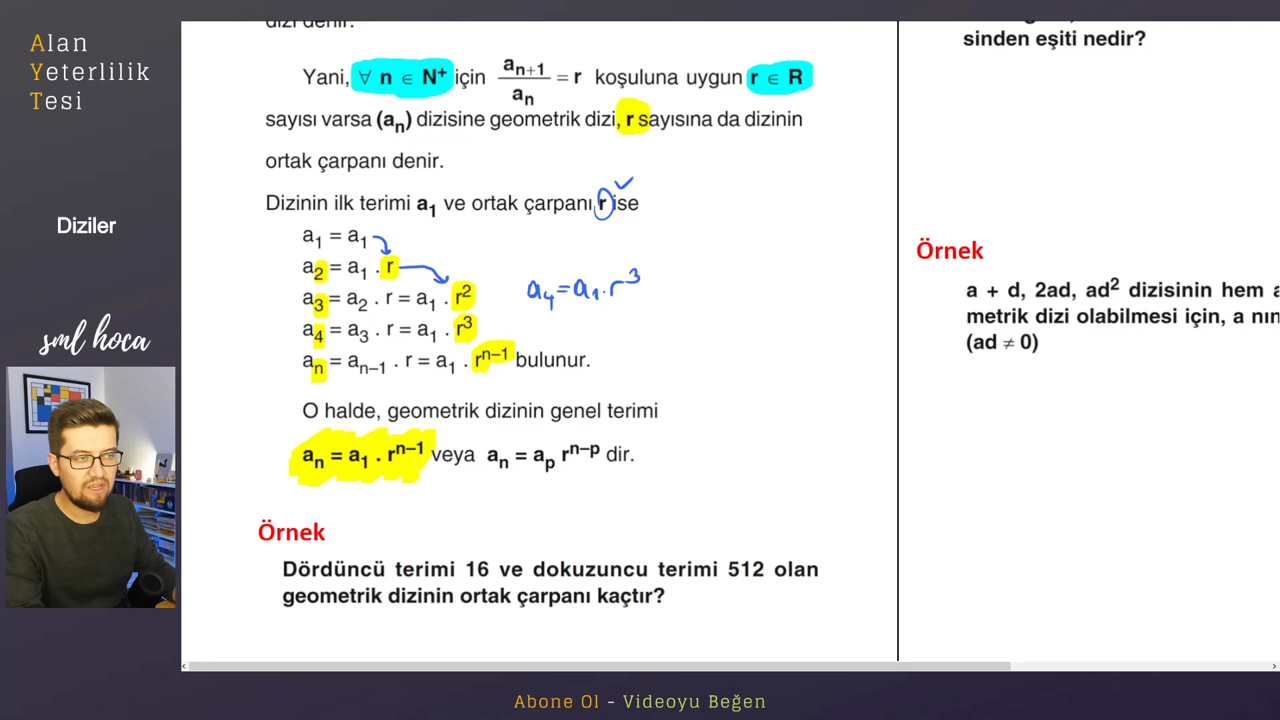 Alan
Yeterlilik
Tesi
Diziler
sml hoca
dizi denir.
Yani, ∀ n ∈ N⁺ için aₙ₊₁/aₙ = r koşuluna uygun r ∈ R
sayısı varsa (aₙ) dizisine geometrik dizi, r sayısına da dizinin
ortak çarpanı denir.
Dizinin ilk terimi a₁ ve ortak çarpanı r ise
a₁ = a₁
a₂ = a₁ . r
a₃ = a₂ . r = a₁ . r²
a₄ = a₃ . r = a₁ . r³
a₄ = a₁ . r³
aₙ = aₙ₋₁ . r = a₁ . rⁿ⁻¹ bulunur.
O halde, geometrik dizinin genel terimi
aₙ = a₁ . rⁿ⁻¹ veya aₙ = aₚ rⁿ⁻ᵖ dir.
Örnek
Dördüncü terimi 16 ve dokuzuncu terimi 512 olan
geometrik dizinin ortak çarpanı kaçtır?
sinden eşiti nedir?
Örnek
a + d, 2ad, ad² dizisinin hem
metrik dizi olabilmesi için, a nın
(ad ≠ 0)
Abone Ol - Videoyu Beğen